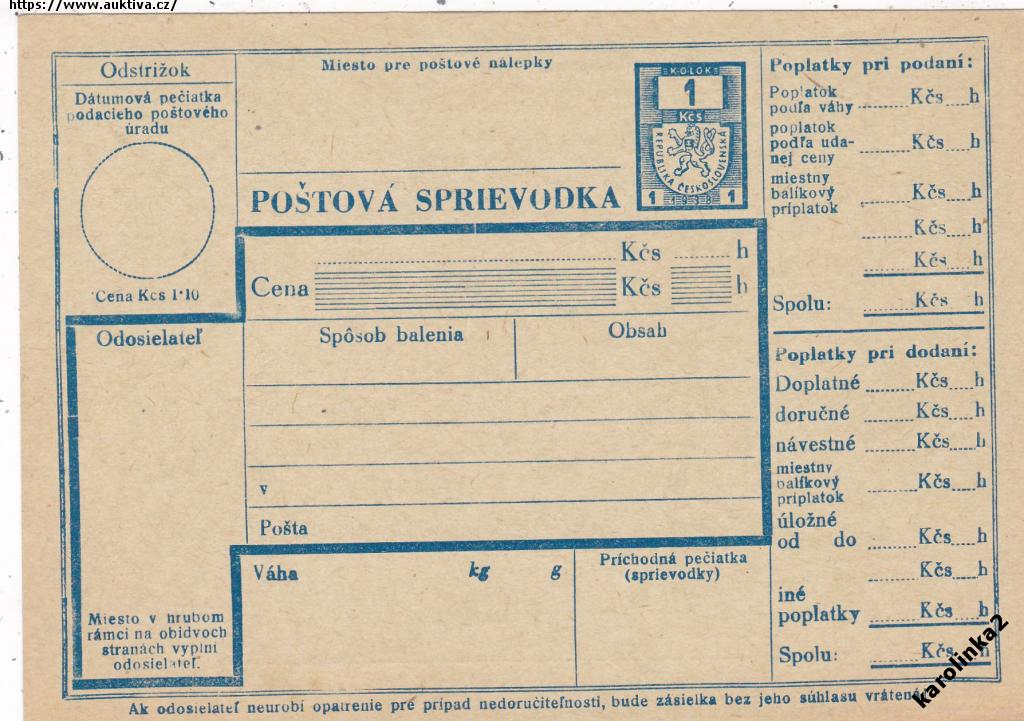 https://www.auktiva.cz/
Odstrižok
Dátumová pečiatka
podacieho poštového
úradu
Cena Kcs 1·10
Miesto pre poštové nálepky
KOLOK
1
Kčs
REPUBLIKA ČESKOSLOVENSKÁ
1 1938 1
POŠTOVÁ SPRIEVODKA
Kčs h
Cena Kčs h
Odosielateľ
Spôsob balenia Obsah
v
Pošta
Miesto v hrubom
rámci na obidvoch
stranách vyplní
odosielateľ.
Váha kg g
Príchodná pečiatka
(sprievodky)
Poplatky pri podaní:
Poplatok
podľa váhy Kčs h
poplatok
podľa uda-
nej ceny Kčs h
miestny
balíkový
príplatok Kčs h
Kčs h
Kčs h
Spolu: Kčs h
Poplatky pri dodaní:
Doplatné Kčs h
doručné Kčs h
návestné Kčs h
miestny
balíkový
príplatok Kčs h
úložné
od do Kčs h
Kčs h
iné
poplatky Kčs h
Spolu: Kčs h
Ak odosielateľ neurobí opatrenie pre prípad nedoručiteľnosti, bude zásielka bez jeho súhlasu
karolinka2